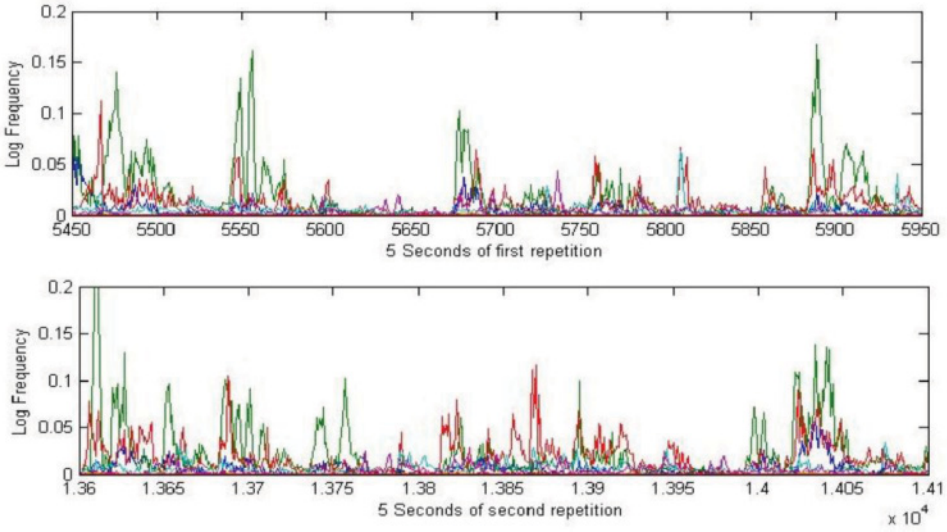 0.2
0.15
0.1
0.05
0
Log Frequency
5450 5500 5550 5600 5650 5700 5750 5800 5850 5900 5950
5 Seconds of first repetition
0.2
0.15
0.1
0.05
0
Log Frequency
1.36 1.365 1.37 1.375 1.38 1.385 1.39 1.395 1.4 1.405 1.41
5 Seconds of second repetition
x 10⁴